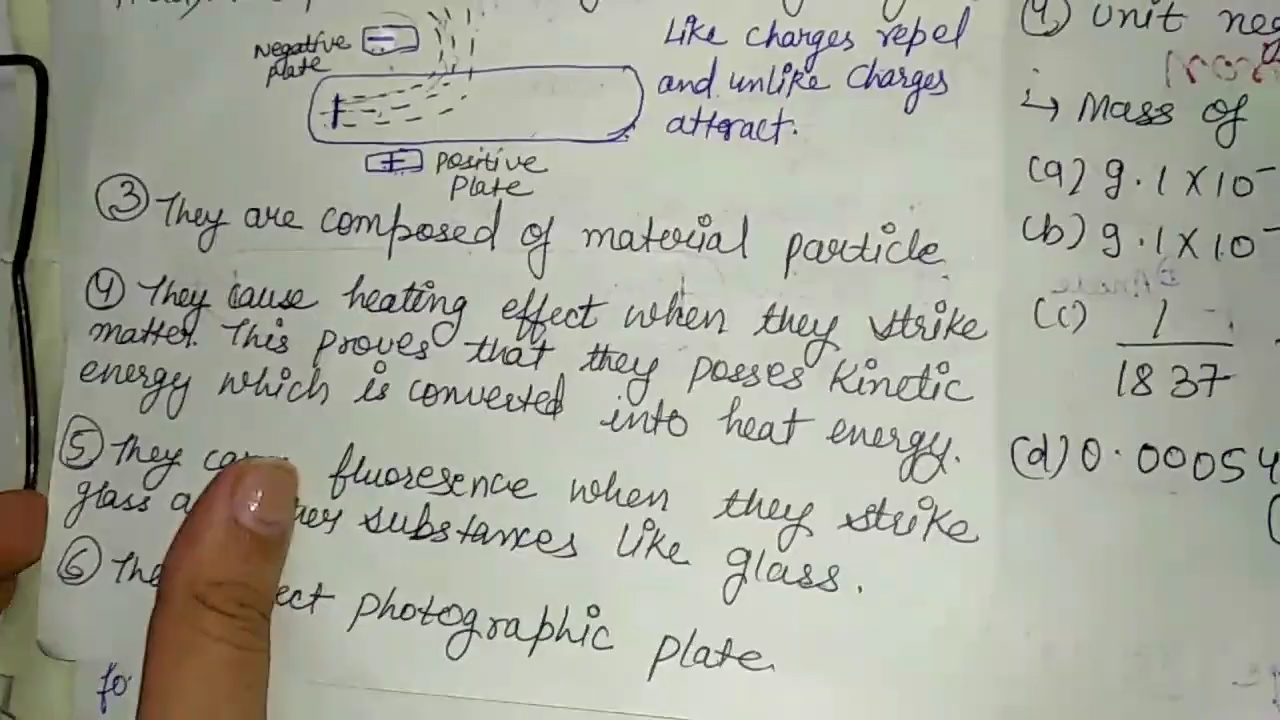 Negative
plate
-
Like charges repel
and unlike charges
attract.
+ positive
plate
③ They are composed of material particle.
④ They cause heating effect when they strike
matter. This proves that they posses kinetic
energy which is converted into heat energy.
⑤ They fluoresence when they strike
glass substances like glass.
⑥ photographic plate.
fo
4) unit
↳ Mass of
(a) 9.1 X 10-
(b) 9.1 X 10-
(c) 1
1837
(d) 0.00054